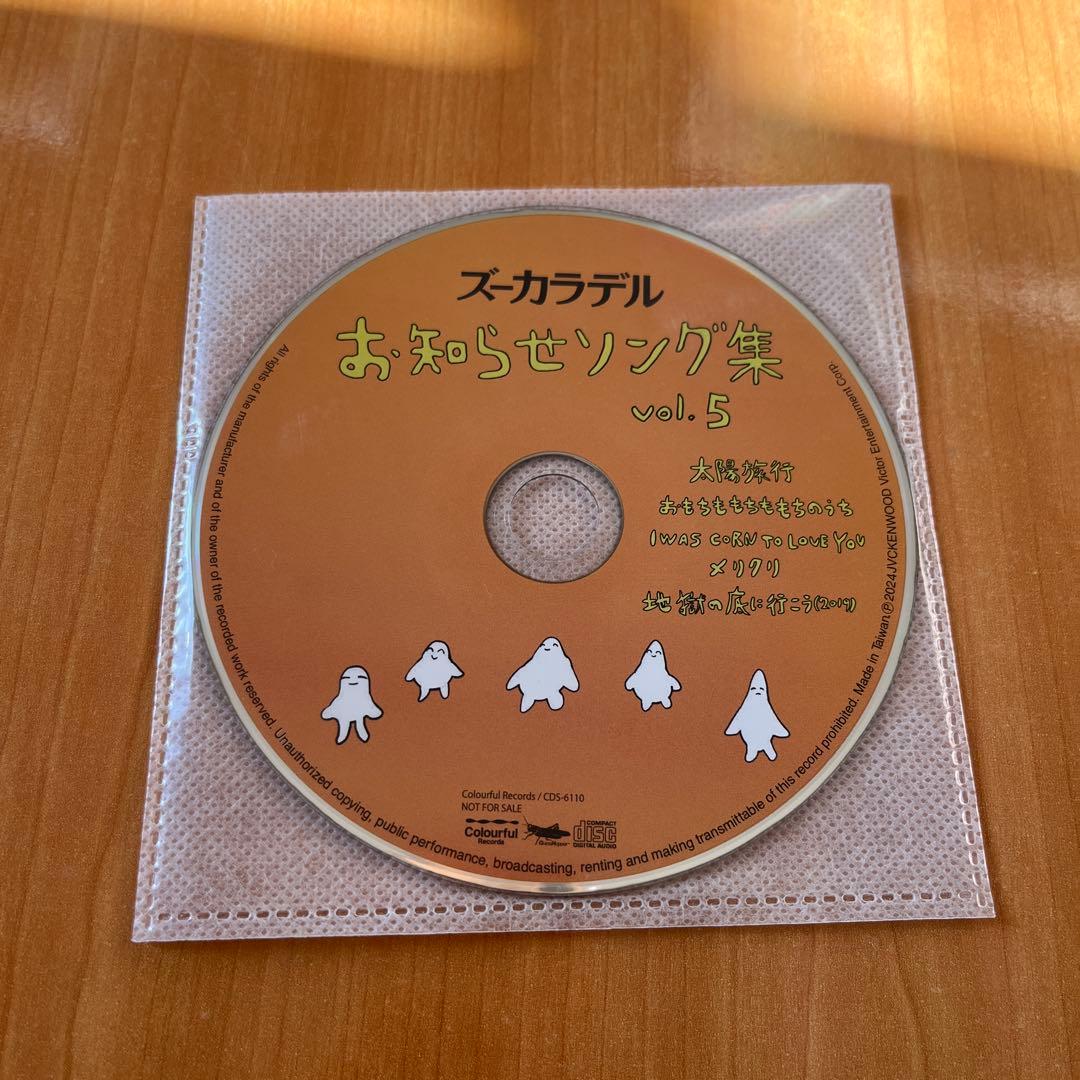 ズーカラデル
お知らせソング集
vol. 5
太陽旅行
おもちももちももちのうち
I WAS CORN TO LOVE YOU
メリクリ
地獄の底に行こう(2019)
Colourful Records / CDS-6110
NOT FOR SALE
Colourful
Records
GrassHopper
COMPACT
disc
DIGITAL AUDIO
All rights of the manufacturer and of the owner of the recorded work reserved. Unauthorized copying, public performance, broadcasting, renting and making transmittable of this record prohibited. Made in Taiwan Ⓟ 2024 JVCKENWOOD Victor Entertainment Corp.